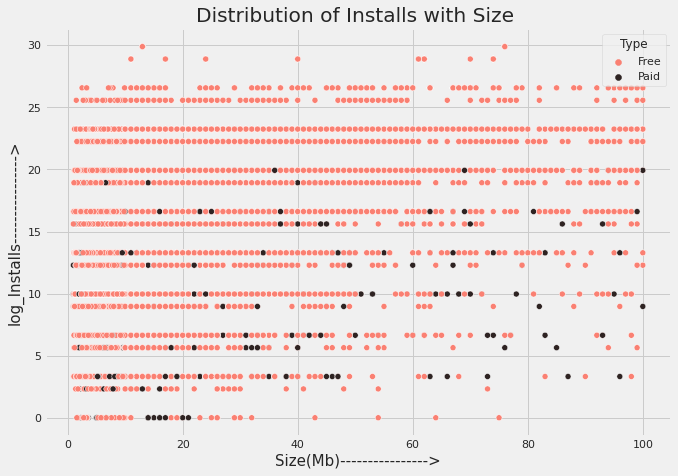 Distribution of Installs with Size
Type
Free
Paid
30
25
20
15
10
5
0
log_Installs---------------->
0 20 40 60 80 100
Size(Mb)----------------->